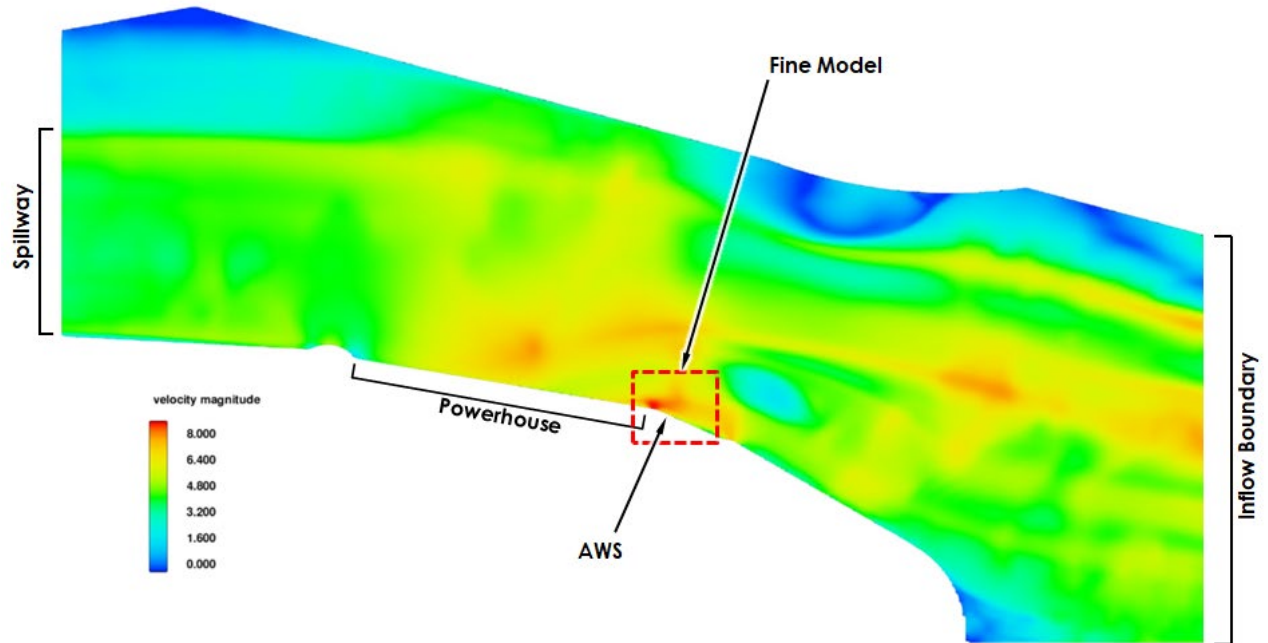 Fine Model
Spillway
Inflow Boundary
Powerhouse
AWS
velocity magnitude
8.000
6.400
4.800
3.200
1.600
0.000